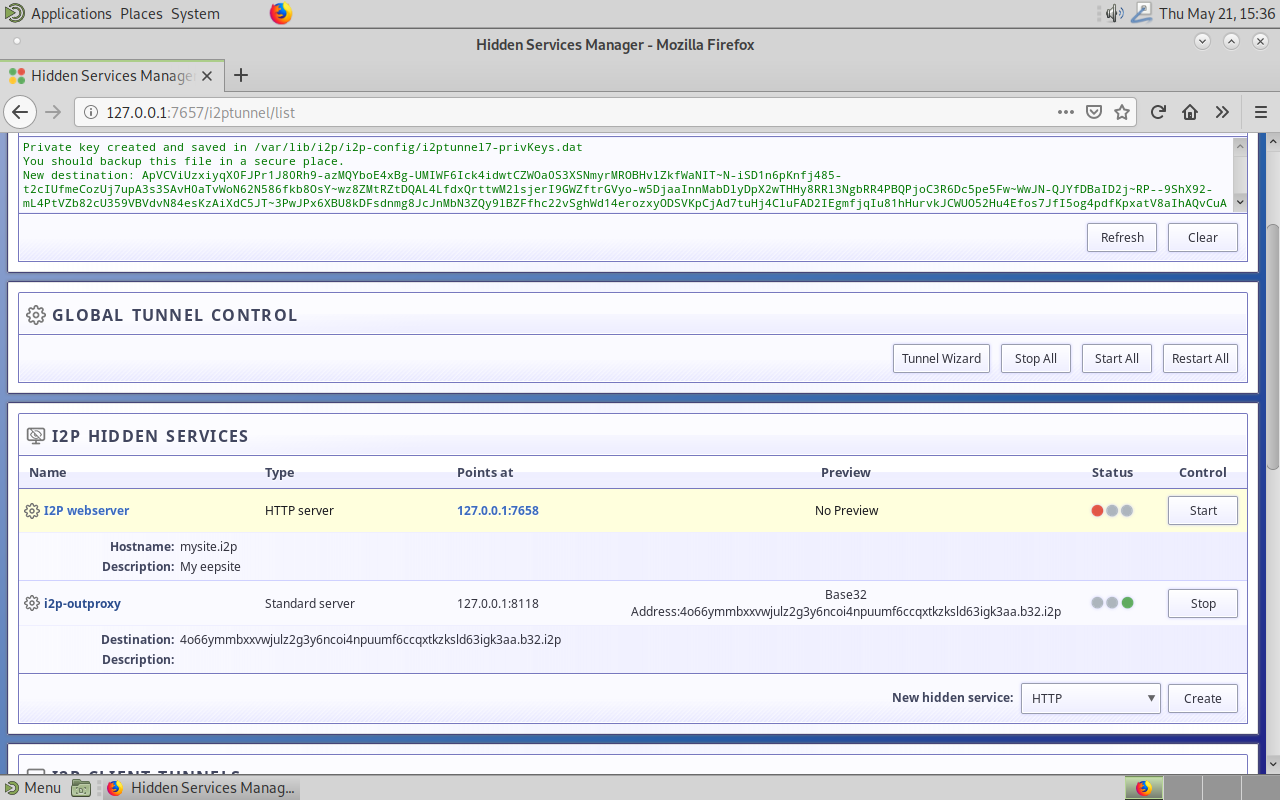 Applications Places System
Thu May 21, 15:36
Hidden Services Manager - Mozilla Firefox
Hidden Services Manage
127.0.0.1:7657/i2ptunnel/list
Private key created and saved in /var/lib/i2p/i2p-config/i2ptunnel7-privKeys.dat
You should backup this file in a secure place.
New destination: ApVCViUzxiyqXOFJPr1J8ORh9-azMQYboE4xBg-UMIWF6Ick4idwtCZWOaOS3XSNmyrMROBHvlZkfWaNIT~N-iSD1n6pKnfj485-
t2cIUfmeCozUj7upA3s3SAvHOaTvWoN62N586fkb8OsY~wz8ZMtRZtDQAL4LfdxQrttwM2lsjerI9GWZftrGVyo-w5DjaaInnMabDlyDpX2wTHHy8RRl3NgbRR4PBQPjoC3R6Dc5pe5Fw~WwJN-QJYfDBaID2j~RP--9ShX92-
mL4PtVZb82cU359VBVdvN84esKzAiXdC5JT~3PwJPx6XBU8kDFsdnmg8JcJnMbN3ZQy9lBZFfhc22vSghWd14erozxyODSVKpCjAd7tuHj4CluFAD2IEgmfjqIu81hHurvkJCWUO52Hu4Efos7JfI5og4pdfKpxatV8aIhAQvCuA
Refresh Clear
GLOBAL TUNNEL CONTROL
Tunnel Wizard Stop All Start All Restart All
I2P HIDDEN SERVICES
Name Type Points at Preview Status Control
I2P webserver HTTP server 127.0.0.1:7658 No Preview Start
Hostname: mysite.i2p
Description: My eepsite
i2p-outproxy Standard server 127.0.0.1:8118 Base32
Address:4o66ymmbxxvwjulz2g3y6ncoi4npuumf6ccqxtkzksld63igk3aa.b32.i2p Stop
Destination: 4o66ymmbxxvwjulz2g3y6ncoi4npuumf6ccqxtkzksld63igk3aa.b32.i2p
Description:
New hidden service: HTTP Create
I2P CLIENT TUNNELS
Menu Hidden Services Manag...